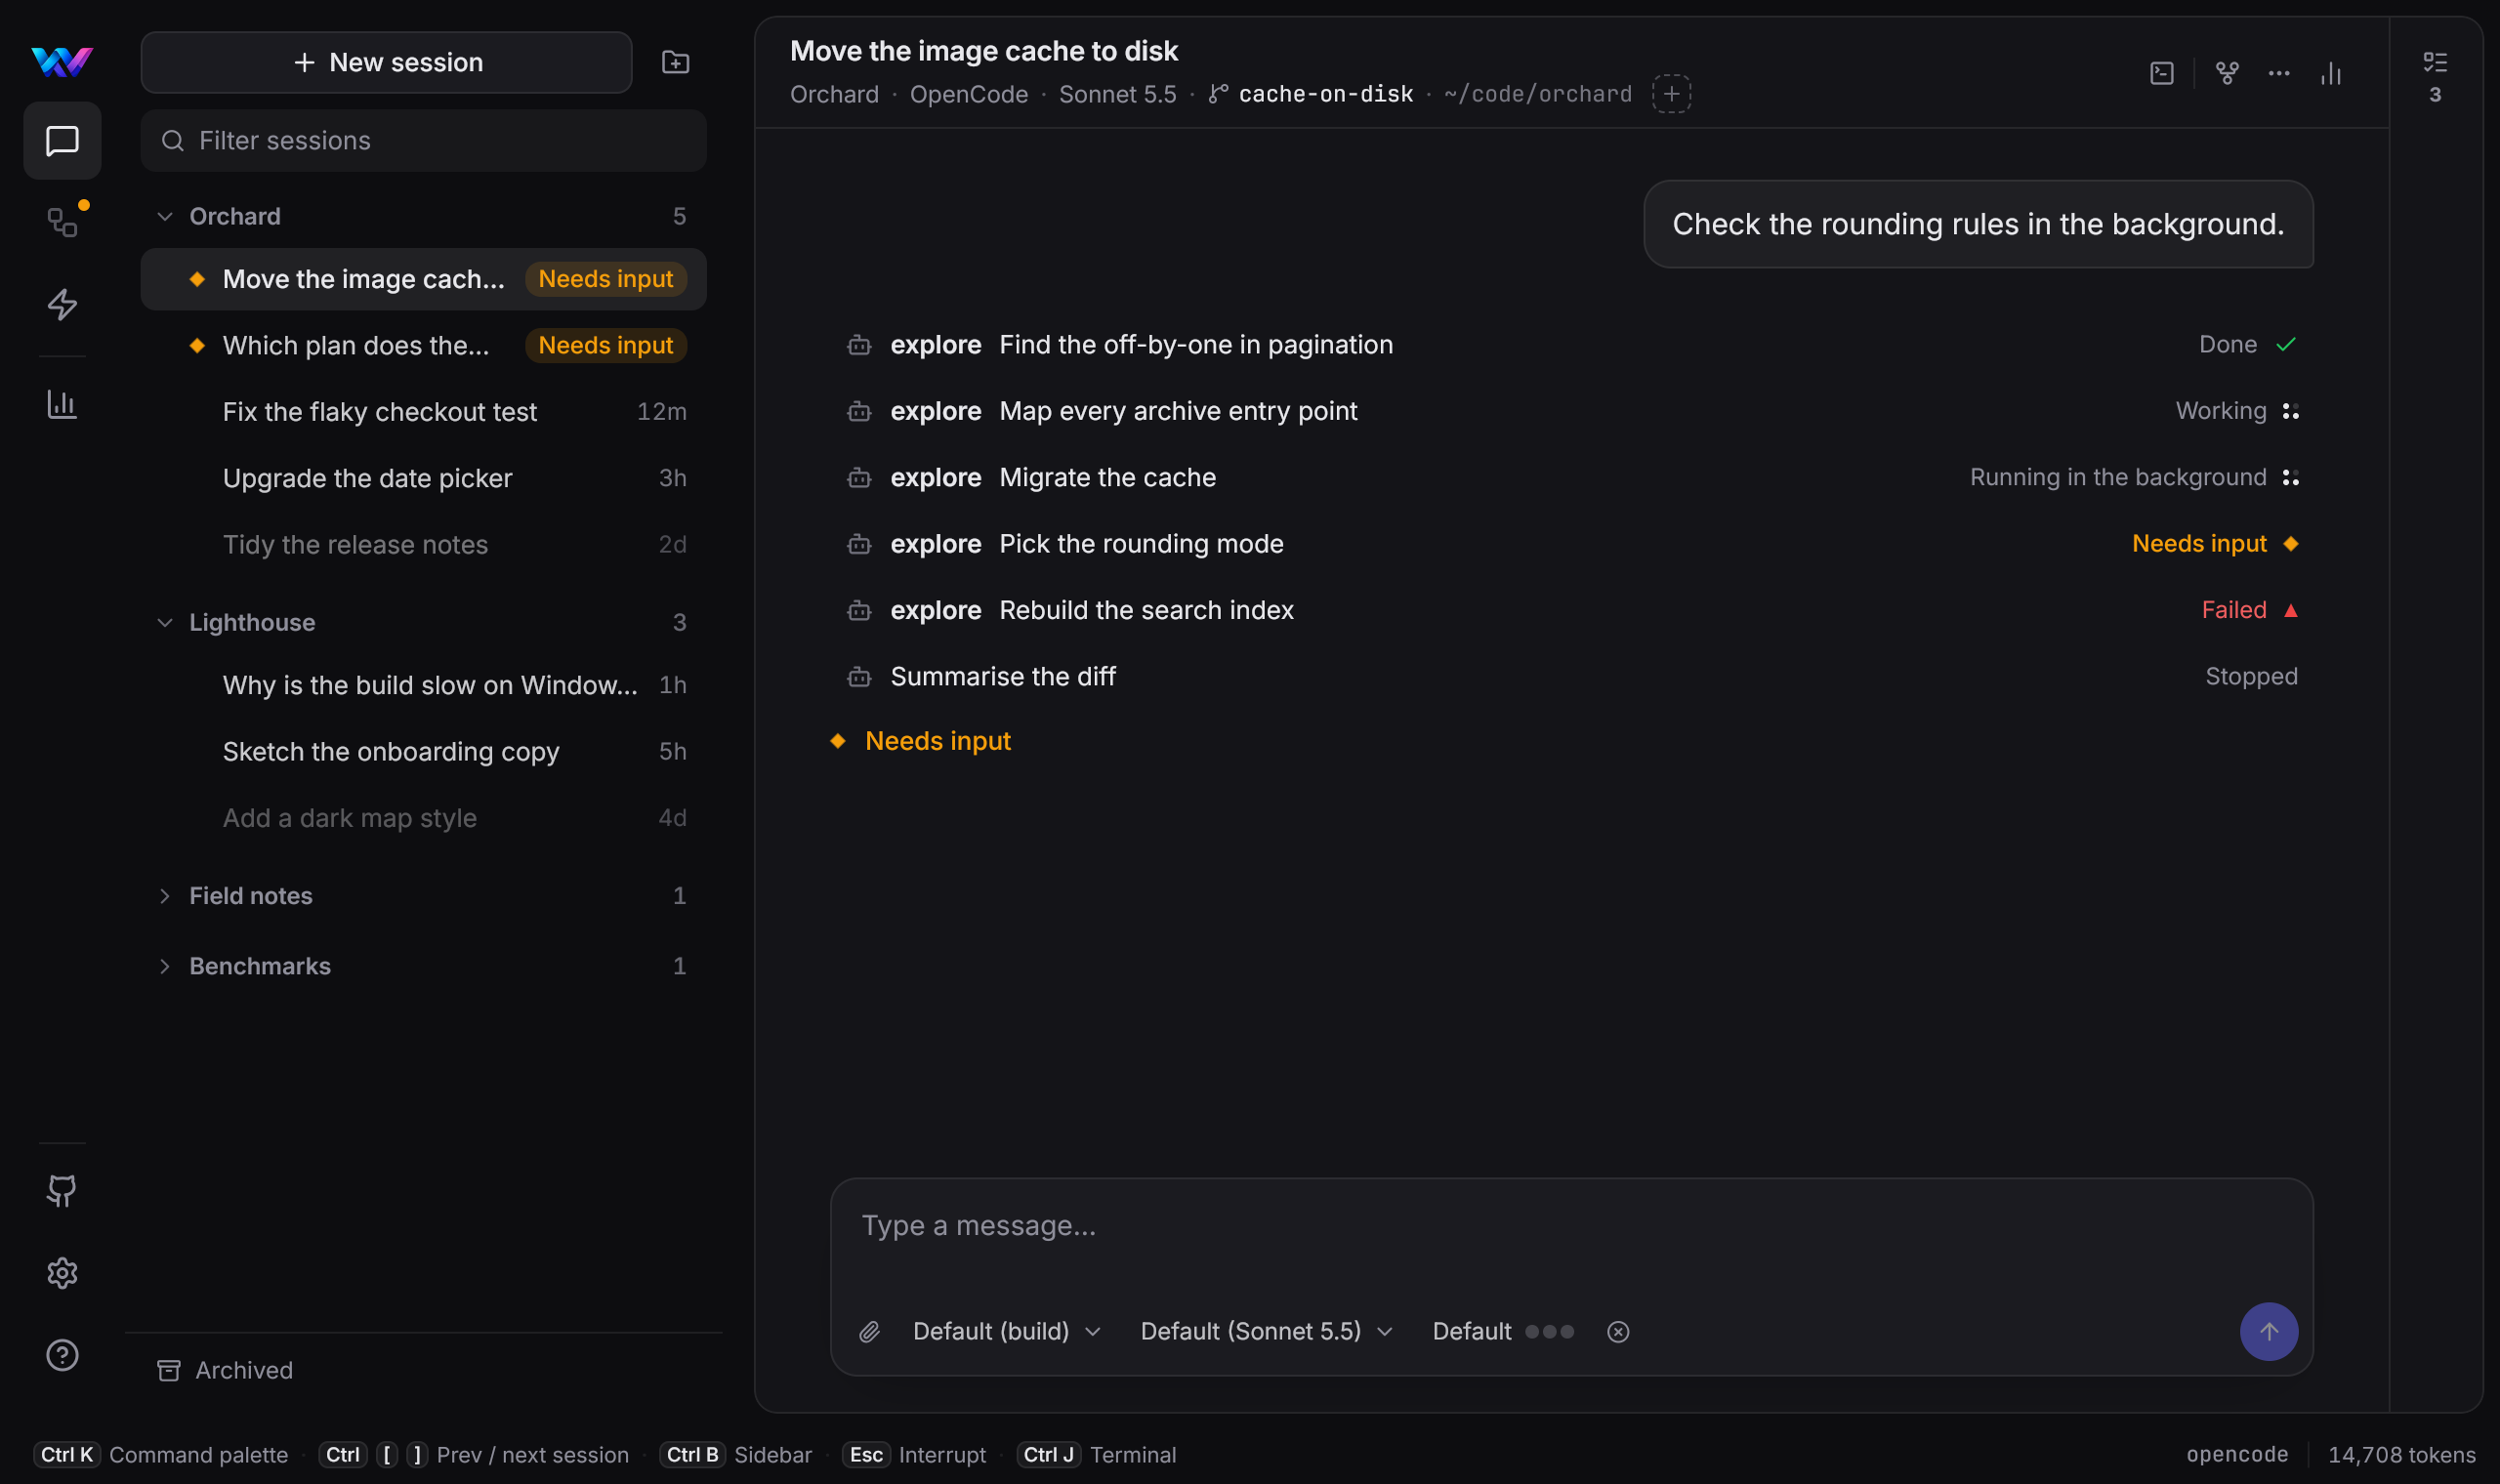 New session
Filter sessions
Orchard 5
Move the image cach... Needs input
Which plan does the... Needs input
Fix the flaky checkout test 12m
Upgrade the date picker 3h
Tidy the release notes 2d
Lighthouse 3
Why is the build slow on Window... 1h
Sketch the onboarding copy 5h
Add a dark map style 4d
Field notes 1
Benchmarks 1
Archived
Move the image cache to disk
Orchard · OpenCode · Sonnet 5.5 · cache-on-disk · ~/code/orchard
3
Check the rounding rules in the background.
explore Find the off-by-one in pagination Done
explore Map every archive entry point Working
explore Migrate the cache Running in the background
explore Pick the rounding mode Needs input
explore Rebuild the search index Failed
Summarise the diff Stopped
Needs input
Type a message...
Default (build) Default (Sonnet 5.5) Default
Ctrl K Command palette · Ctrl [ ] Prev / next session · Ctrl B Sidebar · Esc Interrupt · Ctrl J Terminal
opencode 14,708 tokens